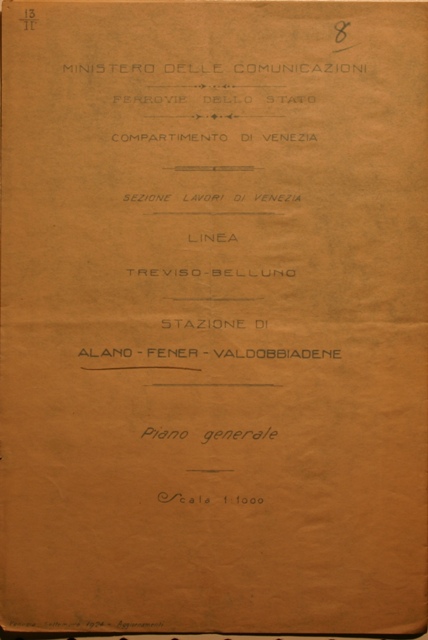 13
II
8
MINISTERO DELLE COMUNICAZIONI
FERROVIE DELLO STATO
COMPARTIMENTO DI VENEZIA
SEZIONE LAVORI DI VENEZIA
LINEA
TREVISO-BELLUNO
STAZIONE DI
ALANO - FENER - VALDOBBIADENE
Piano generale
Scala 1:1000